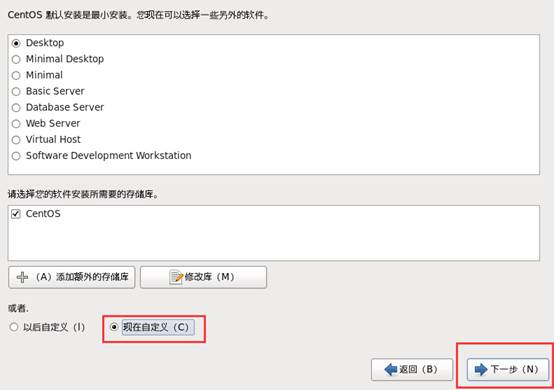 CentOS 默认安装是最小安装。您现在可以选择一些另外的软件。
Desktop
Minimal Desktop
Minimal
Basic Server
Database Server
Web Server
Virtual Host
Software Development Workstation
请选择您的软件安装所需要的存储库。
CentOS
（A）添加额外的存储库 修改库（M）
或者.
以后自定义（l） 现在自定义（C）
返回（B） 下一步（N）